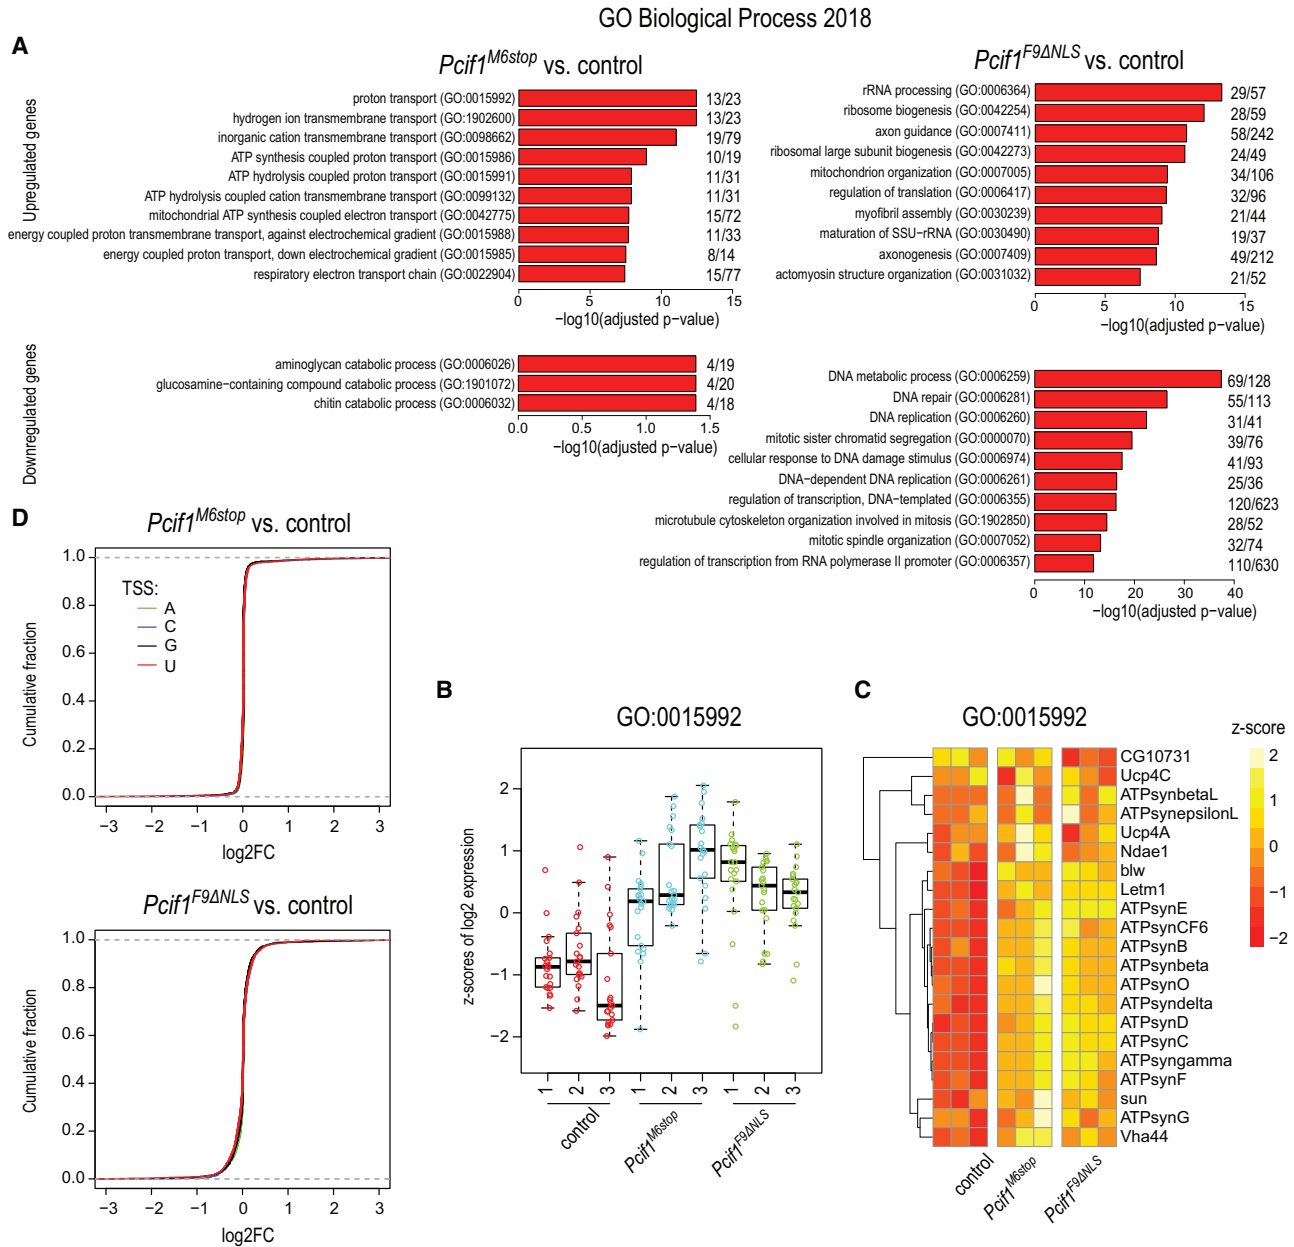 GO Biological Process 2018
A
Pcif1M6stop vs. control
Upregulated genes
proton transport (GO:0015992) 13/23
hydrogen ion transmembrane transport (GO:1902600) 13/23
inorganic cation transmembrane transport (GO:0098662) 19/79
ATP synthesis coupled proton transport (GO:0015986) 10/19
ATP hydrolysis coupled proton transport (GO:0015991) 11/31
ATP hydrolysis coupled cation transmembrane transport (GO:0099132) 11/31
mitochondrial ATP synthesis coupled electron transport (GO:0042775) 15/72
energy coupled proton transmembrane transport, against electrochemical gradient (GO:0015988) 11/33
energy coupled proton transport, down electrochemical gradient (GO:0015985) 8/14
respiratory electron transport chain (GO:0022904) 15/77
0 5 10 15
−log10(adjusted p−value)
Pcif1F9ΔNLS vs. control
rRNA processing (GO:0006364) 29/57
ribosome biogenesis (GO:0042254) 28/59
axon guidance (GO:0007411) 58/242
ribosomal large subunit biogenesis (GO:0042273) 24/49
mitochondrion organization (GO:0007005) 34/106
regulation of translation (GO:0006417) 32/96
myofibril assembly (GO:0030239) 21/44
maturation of SSU−rRNA (GO:0030490) 19/37
axonogenesis (GO:0007409) 49/212
actomyosin structure organization (GO:0031032) 21/52
0 5 10 15
−log10(adjusted p−value)
Downregulated genes
aminoglycan catabolic process (GO:0006026) 4/19
glucosamine−containing compound catabolic process (GO:1901072) 4/20
chitin catabolic process (GO:0006032) 4/18
0.0 0.5 1.0 1.5
−log10(adjusted p−value)
DNA metabolic process (GO:0006259) 69/128
DNA repair (GO:0006281) 55/113
DNA replication (GO:0006260) 31/41
mitotic sister chromatid segregation (GO:0000070) 39/76
cellular response to DNA damage stimulus (GO:0006974) 41/93
DNA−dependent DNA replication (GO:0006261) 25/36
regulation of transcription, DNA−templated (GO:0006355) 120/623
microtubule cytoskeleton organization involved in mitosis (GO:1902850) 28/52
mitotic spindle organization (GO:0007052) 32/74
regulation of transcription from RNA polymerase II promoter (GO:0006357) 110/630
0 10 20 30 40
−log10(adjusted p−value)
D
Pcif1M6stop vs. control
Cumulative fraction
1.0
0.8
0.6
0.4
0.2
0.0
TSS:
A
C
G
U
−3 −2 −1 0 1 2 3
log2FC
Pcif1F9ΔNLS vs. control
Cumulative fraction
1.0
0.8
0.6
0.4
0.2
0.0
−3 −2 −1 0 1 2 3
log2FC
B
GO:0015992
z−scores of log2 expression
2
1
0
−1
−2
1 2 3 1 2 3 1 2 3
control Pcif1M6stop Pcif1F9ΔNLS
C
GO:0015992
z−score
2
1
0
−1
−2
CG10731
Ucp4C
ATPsynbetaL
ATPsynepsilonL
Ucp4A
Ndae1
blw
Letm1
ATPsynE
ATPsynCF6
ATPsynB
ATPsynbeta
ATPsynO
ATPsyndelta
ATPsynD
ATPsynC
ATPsyngamma
ATPsynF
sun
ATPsynG
Vha44
control Pcif1M6stop Pcif1F9ΔNLS